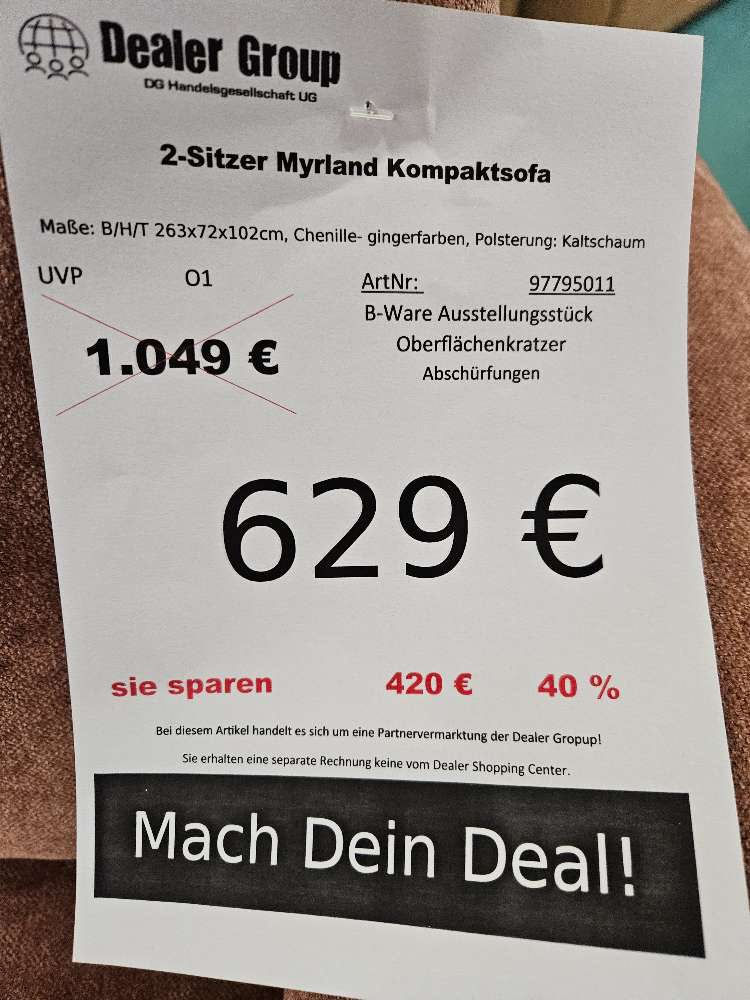 Dealer Group
DG Handelsgesellschaft UG
2-Sitzer Myrland Kompaktsofa
Maße: B/H/T 263x72x102cm, Chenille- gingerfarben, Polsterung: Kaltschaum
UVP O1 ArtNr: 97795011
B-Ware Ausstellungsstück
1.049 € Oberflächenkratzer
Abschürfungen
629 €
sie sparen 420 € 40 %
Bei diesem Artikel handelt es sich um eine Partnervermarktung der Dealer Gropup!
Sie erhalten eine separate Rechnung keine vom Dealer Shopping Center.
Mach Dein Deal!